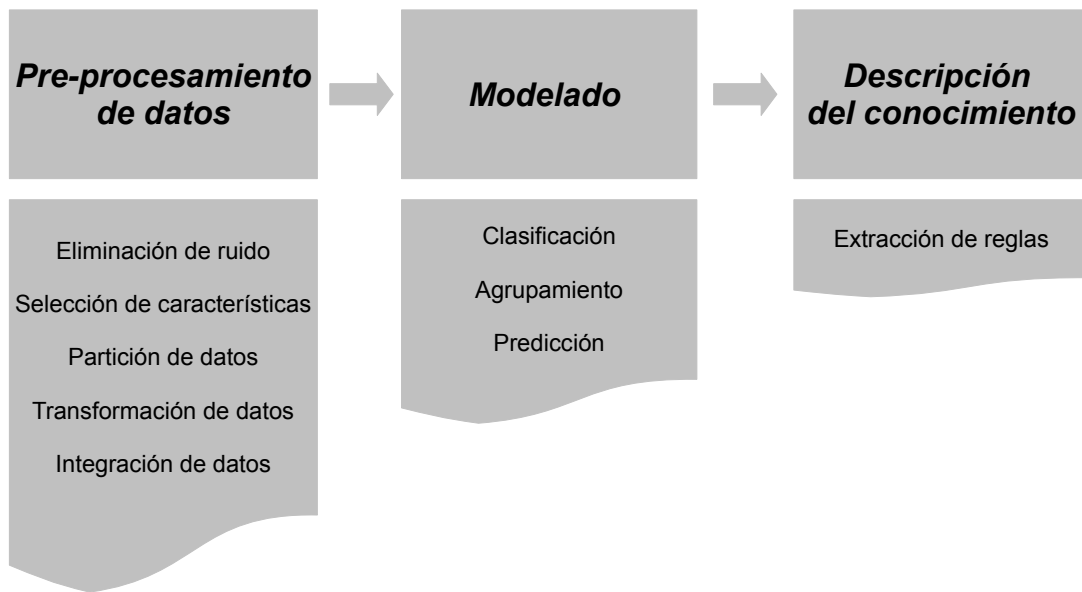 Pre-procesamiento
de datos
Modelado
Descripción
del conocimiento
Eliminación de ruido
Selección de característícas
Partición de datos
Transformación de datos
Integración de datos
Clasificación
Agrupamiento
Predicción
Extracción de reglas